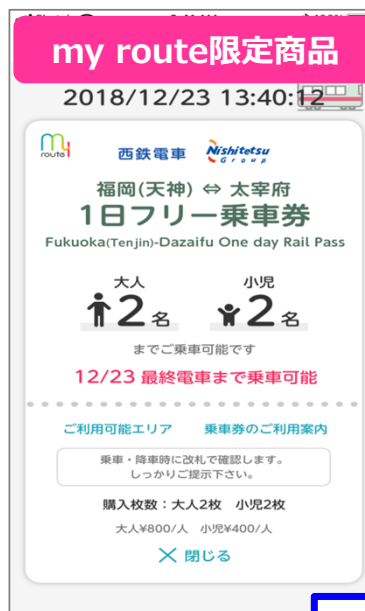 my route限定商品
2018/12/23 13:40:12
my route
西鉄電車 Nishitetsu Group
福岡(天神) ⇔ 太宰府
1日フリー乗車券
Fukuoka(Tenjin)-Dazaifu One day Rail Pass
大人 小児
2名 2名
までご乗車可能です
12/23 最終電車まで乗車可能
ご利用可能エリア 乗車券のご利用案内
乗車・降車時に改札で確認します。
しっかりご提示下さい。
購入枚数：大人2枚 小児2枚
大人¥800/人 小児¥400/人
✕ 閉じる